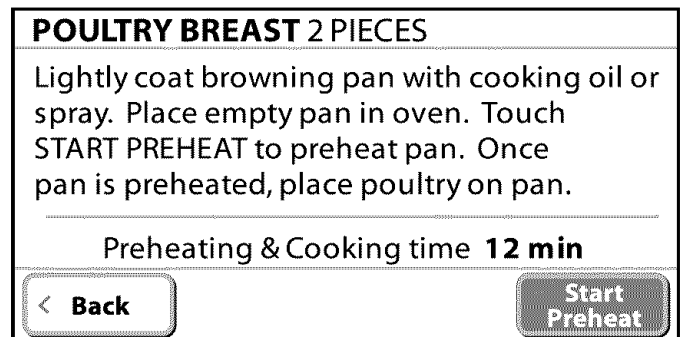 POULTRY BREAST 2 PIECES
Lightly coat browning pan with cooking oil or
spray. Place empty pan in oven. Touch
START PREHEAT to preheat pan. Once
pan is preheated, place poultry on pan.
Preheating & Cooking time 12 min
< Back
Start
Preheat